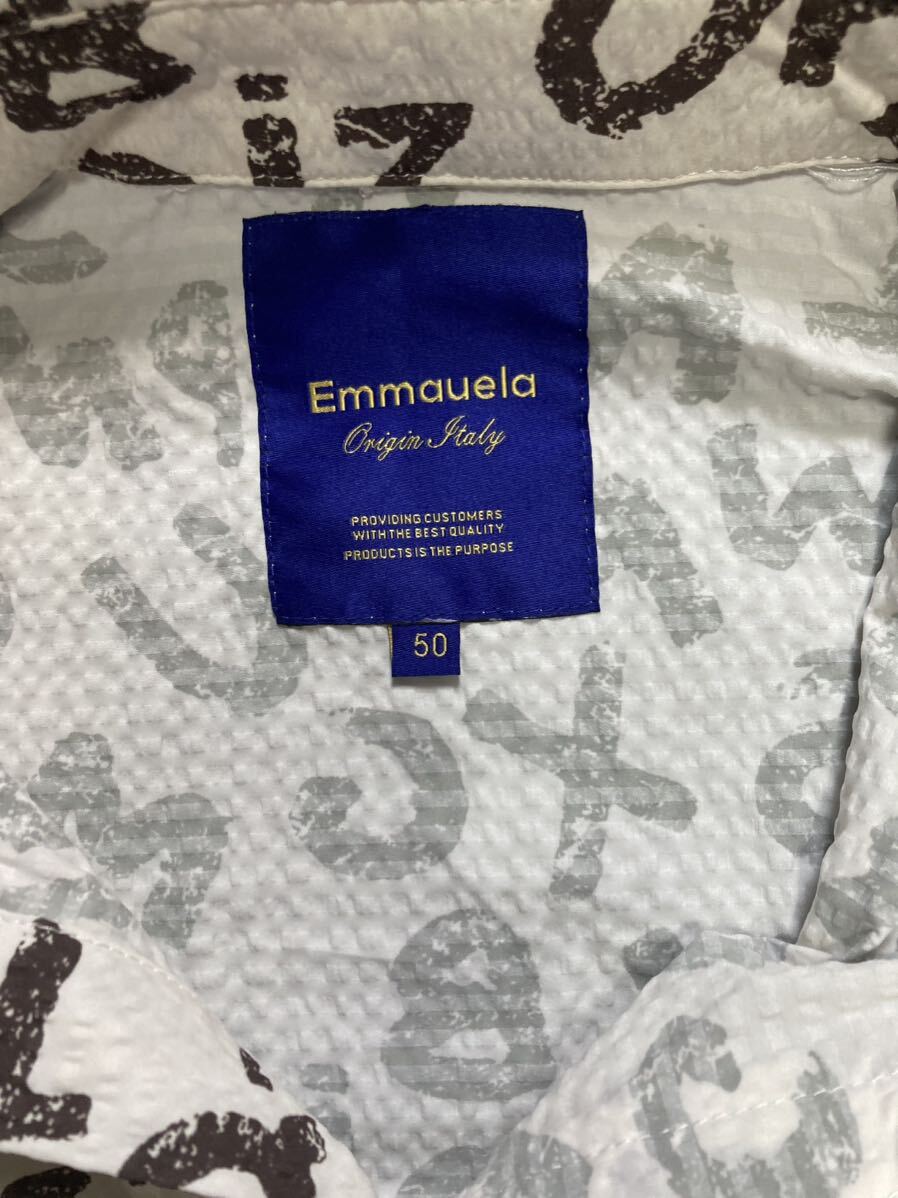 Emmauela
Origin Italy
PROVIDING CUSTOMERS
WITH THE BEST QUALITY
PRODUCTS IS THE PURPOSE
50